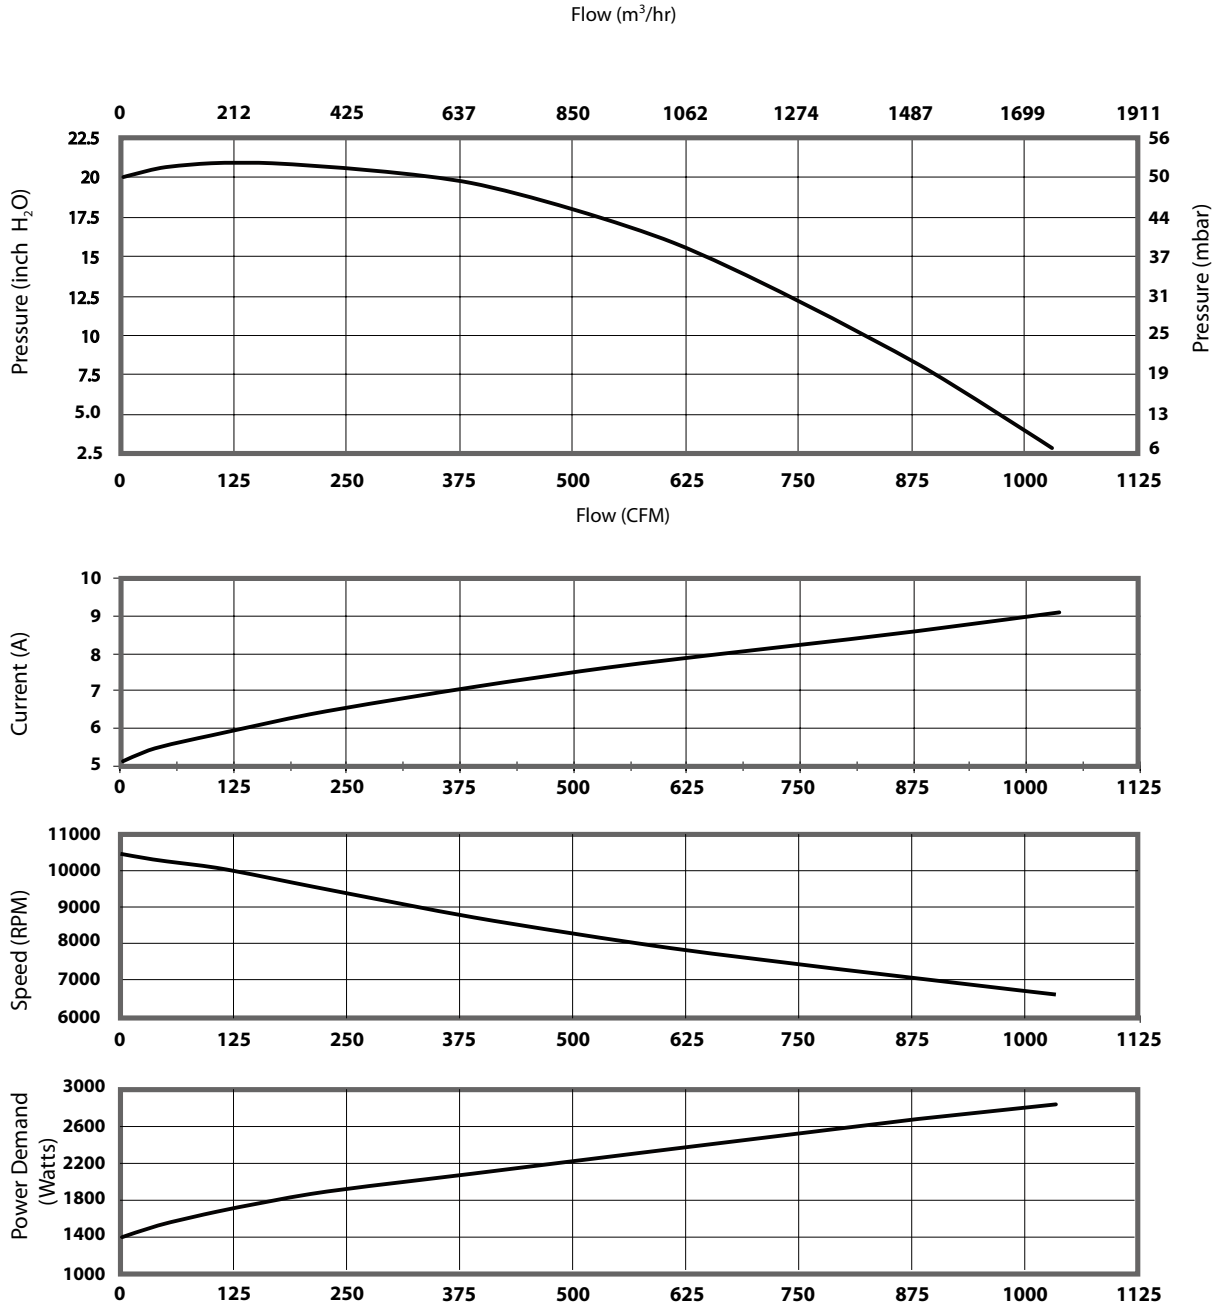 Flow (m³/hr)
0 212 425 637 850 1062 1274 1487 1699 1911
Pressure (inch H₂O)
22.5
20
17.5
15
12.5
10
7.5
5.0
2.5
56
50
44
37
31
25
19
13
6
Pressure (mbar)
0 125 250 375 500 625 750 875 1000 1125
Flow (CFM)
Current (A)
10
9
8
7
6
5
0 125 250 375 500 625 750 875 1000 1125
Speed (RPM)
11000
10000
9000
8000
7000
6000
0 125 250 375 500 625 750 875 1000 1125
Power Demand
(Watts)
3000
2600
2200
1800
1400
1000
0 125 250 375 500 625 750 875 1000 1125